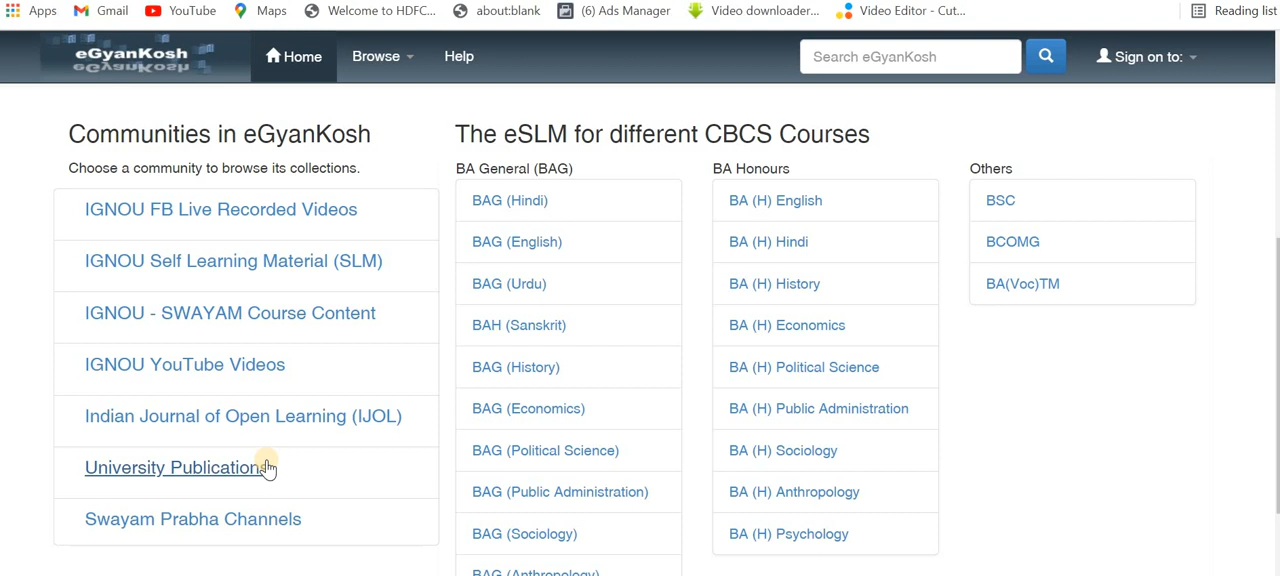 Apps Gmail YouTube Maps Welcome to HDFC... about:blank (6) Ads Manager Video downloader... Video Editor - Cut... Reading list
eGyanKosh Home Browse Help Search eGyanKosh Sign on to:
Communities in eGyanKosh
Choose a community to browse its collections.
IGNOU FB Live Recorded Videos
IGNOU Self Learning Material (SLM)
IGNOU - SWAYAM Course Content
IGNOU YouTube Videos
Indian Journal of Open Learning (IJOL)
University Publications
Swayam Prabha Channels
The eSLM for different CBCS Courses
BA General (BAG)
BAG (Hindi)
BAG (English)
BAG (Urdu)
BAH (Sanskrit)
BAG (History)
BAG (Economics)
BAG (Political Science)
BAG (Public Administration)
BAG (Sociology)
BAG (Anthropology)
BA Honours
BA (H) English
BA (H) Hindi
BA (H) History
BA (H) Economics
BA (H) Political Science
BA (H) Public Administration
BA (H) Sociology
BA (H) Anthropology
BA (H) Psychology
Others
BSC
BCOMG
BA(Voc)TM